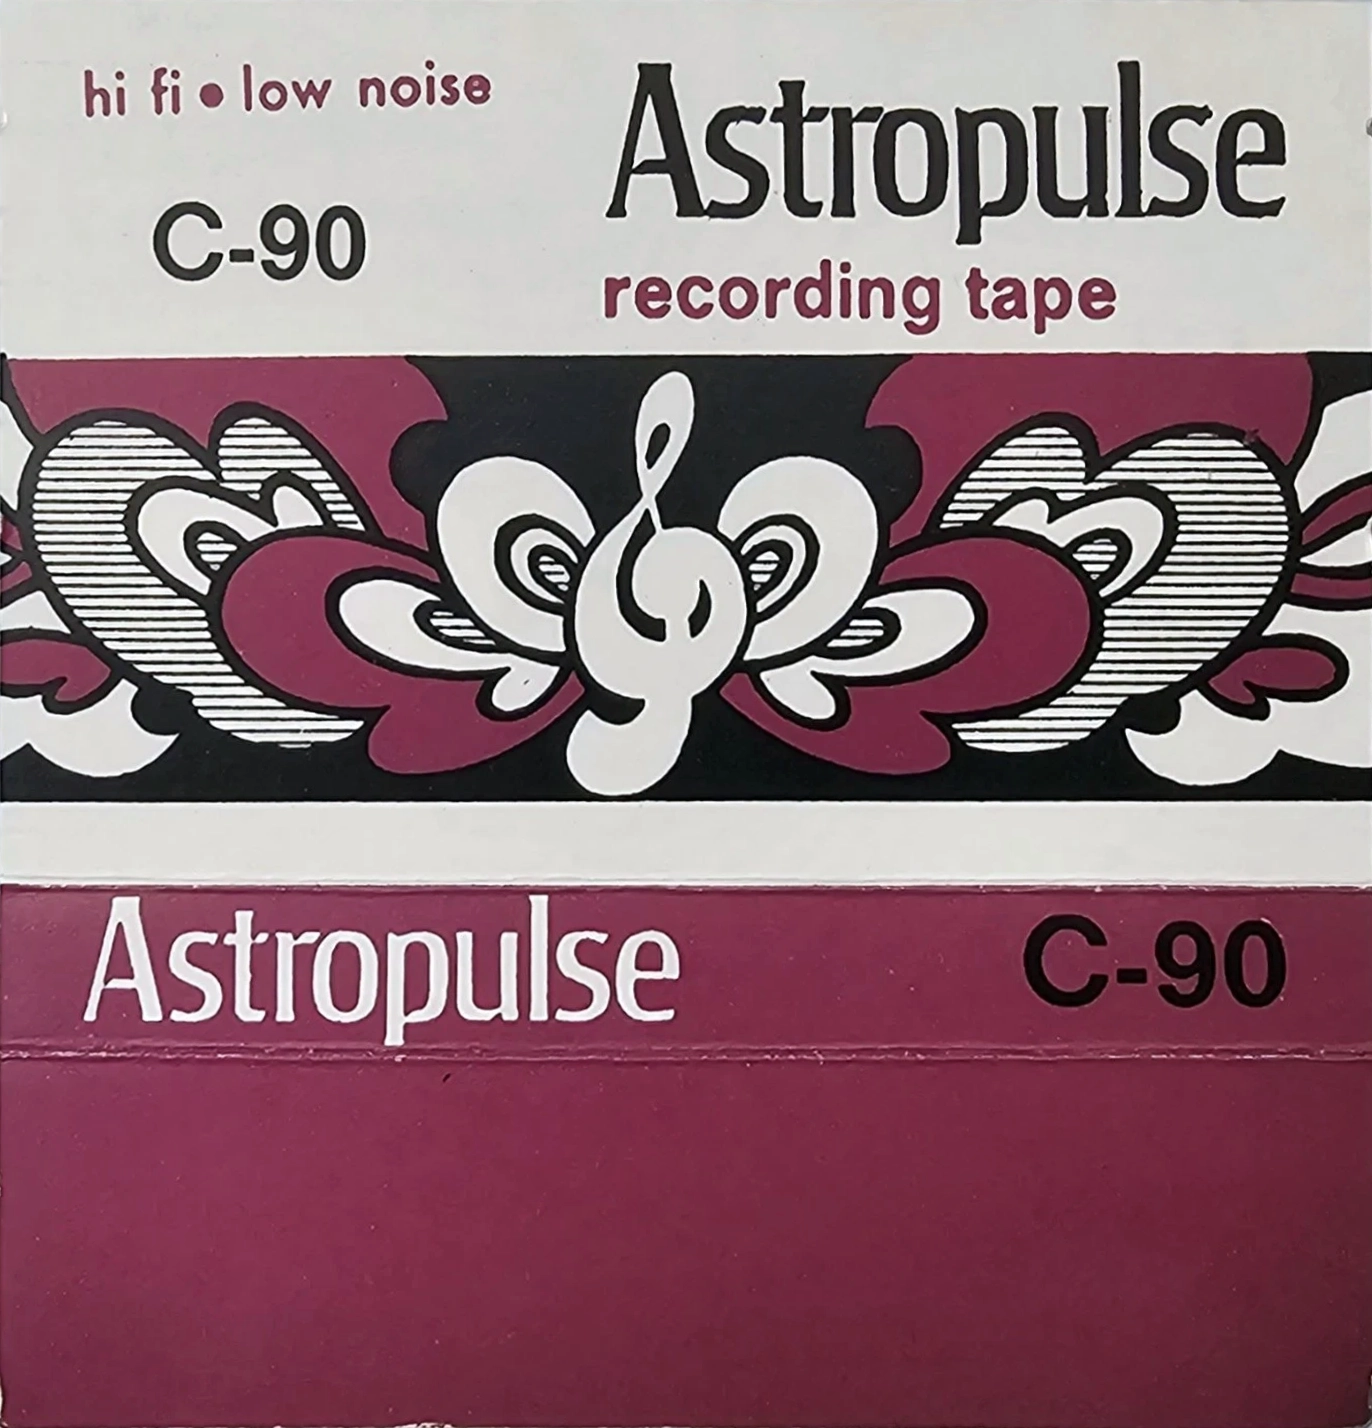 hi fi • low noise
Astropulse
C-90
recording tape
Astropulse
C-90